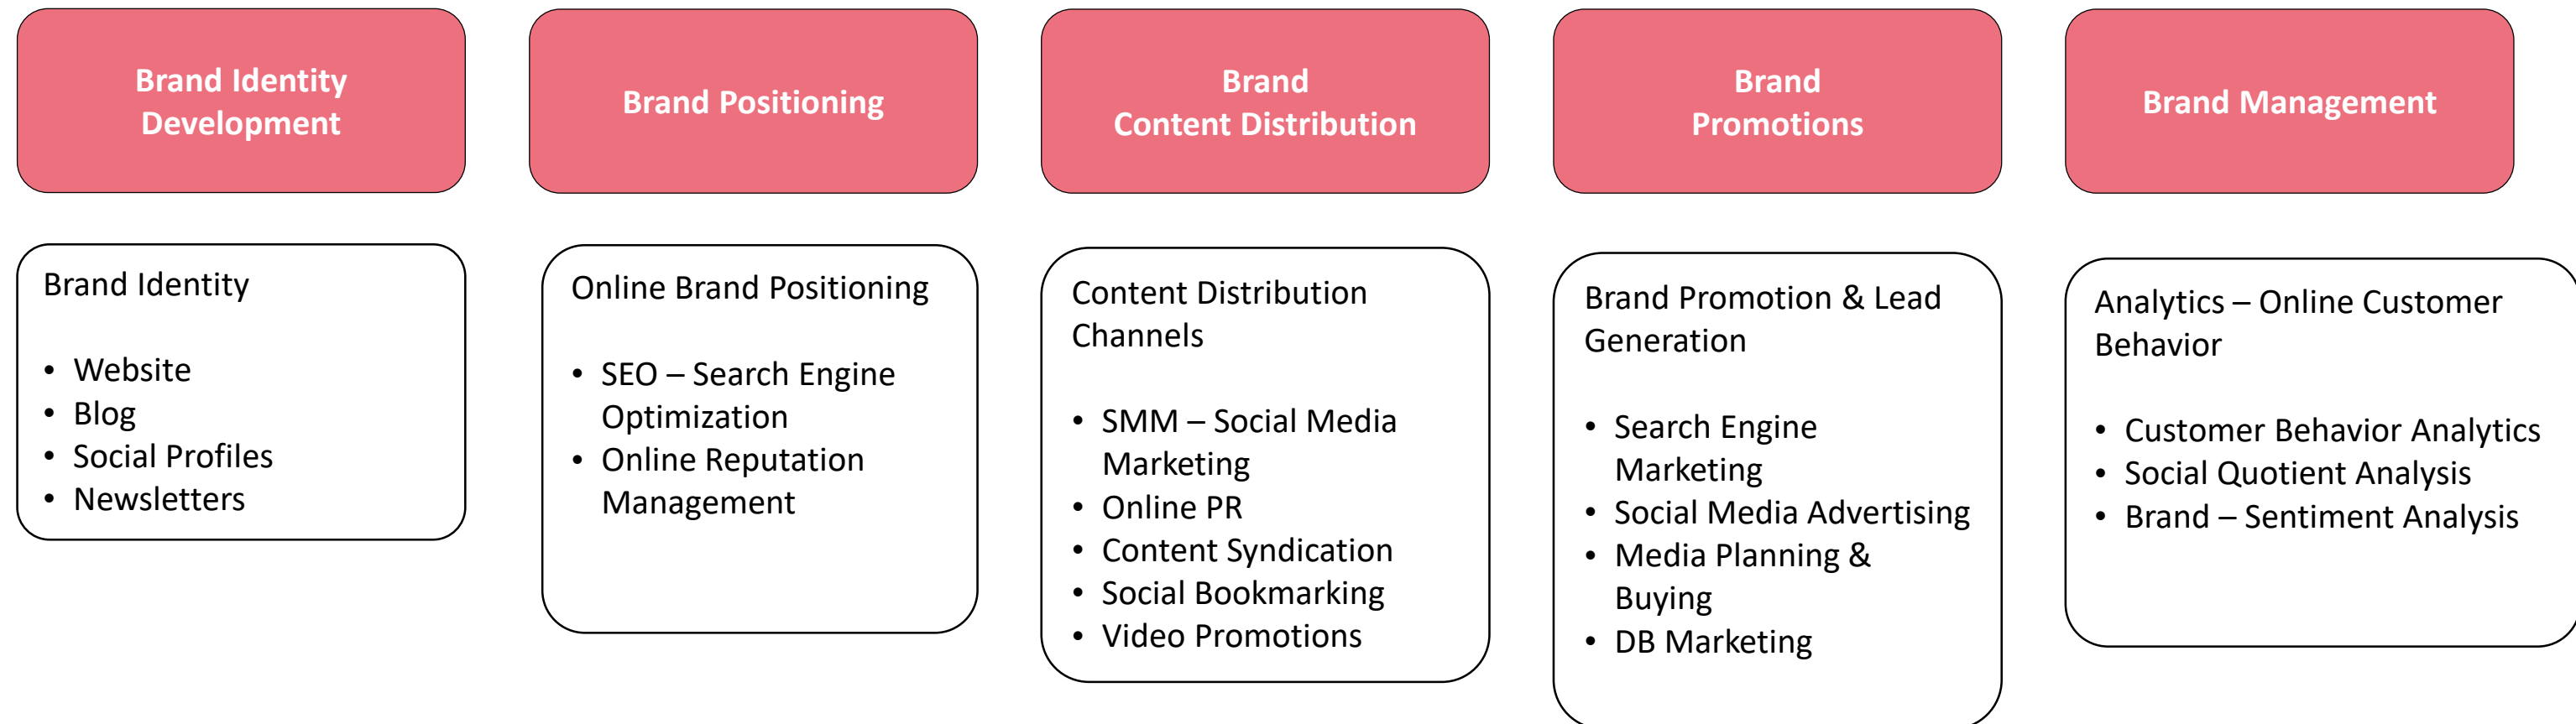 Brand Identity
Development
Brand Positioning
Brand
Content Distribution
Brand
Promotions
Brand Management
Brand Identity
• Website
• Blog
• Social Profiles
• Newsletters
Online Brand Positioning
• SEO – Search Engine
Optimization
• Online Reputation
Management
Content Distribution
Channels
• SMM – Social Media
Marketing
• Online PR
• Content Syndication
• Social Bookmarking
• Video Promotions
Brand Promotion & Lead
Generation
• Search Engine
Marketing
• Social Media Advertising
• Media Planning &
Buying
• DB Marketing
Analytics – Online Customer
Behavior
• Customer Behavior Analytics
• Social Quotient Analysis
• Brand – Sentiment Analysis